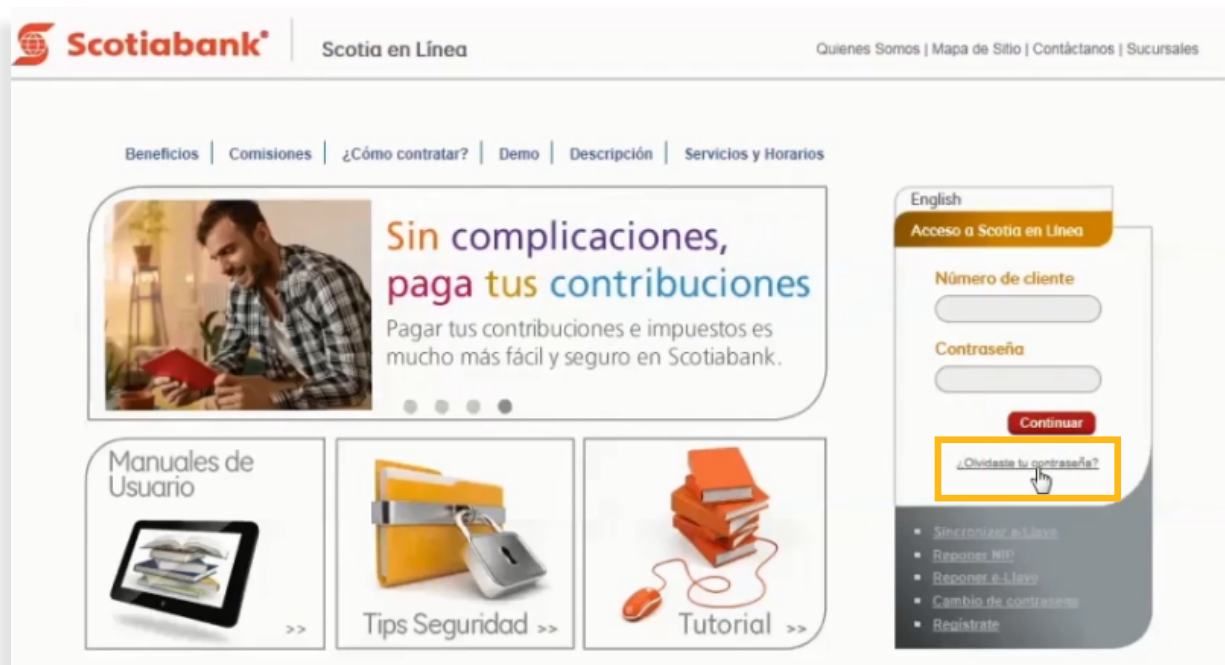 Scotiabank®
Scotia en Línea
Quienes Somos | Mapa de Sitio | Contáctanos | Sucursales
Beneficios | Comisiones | ¿Cómo contratar? | Demo | Descripción | Servicios y Horarios
Sin complicaciones,
paga tus contribuciones
Pagar tus contribuciones e impuestos es
mucho más fácil y seguro en Scotiabank.
English
Acceso a Scotia en Línea
Número de cliente
Contraseña
Continuar
¿Olvidaste tu contraseña?
Sincronizar e-Llave
Reponer NIP
Reponer e-Llave
Cambio de contraseña
Regístrate
Manuales de
Usuario
>>
Tips Seguridad >>
Tutorial >>